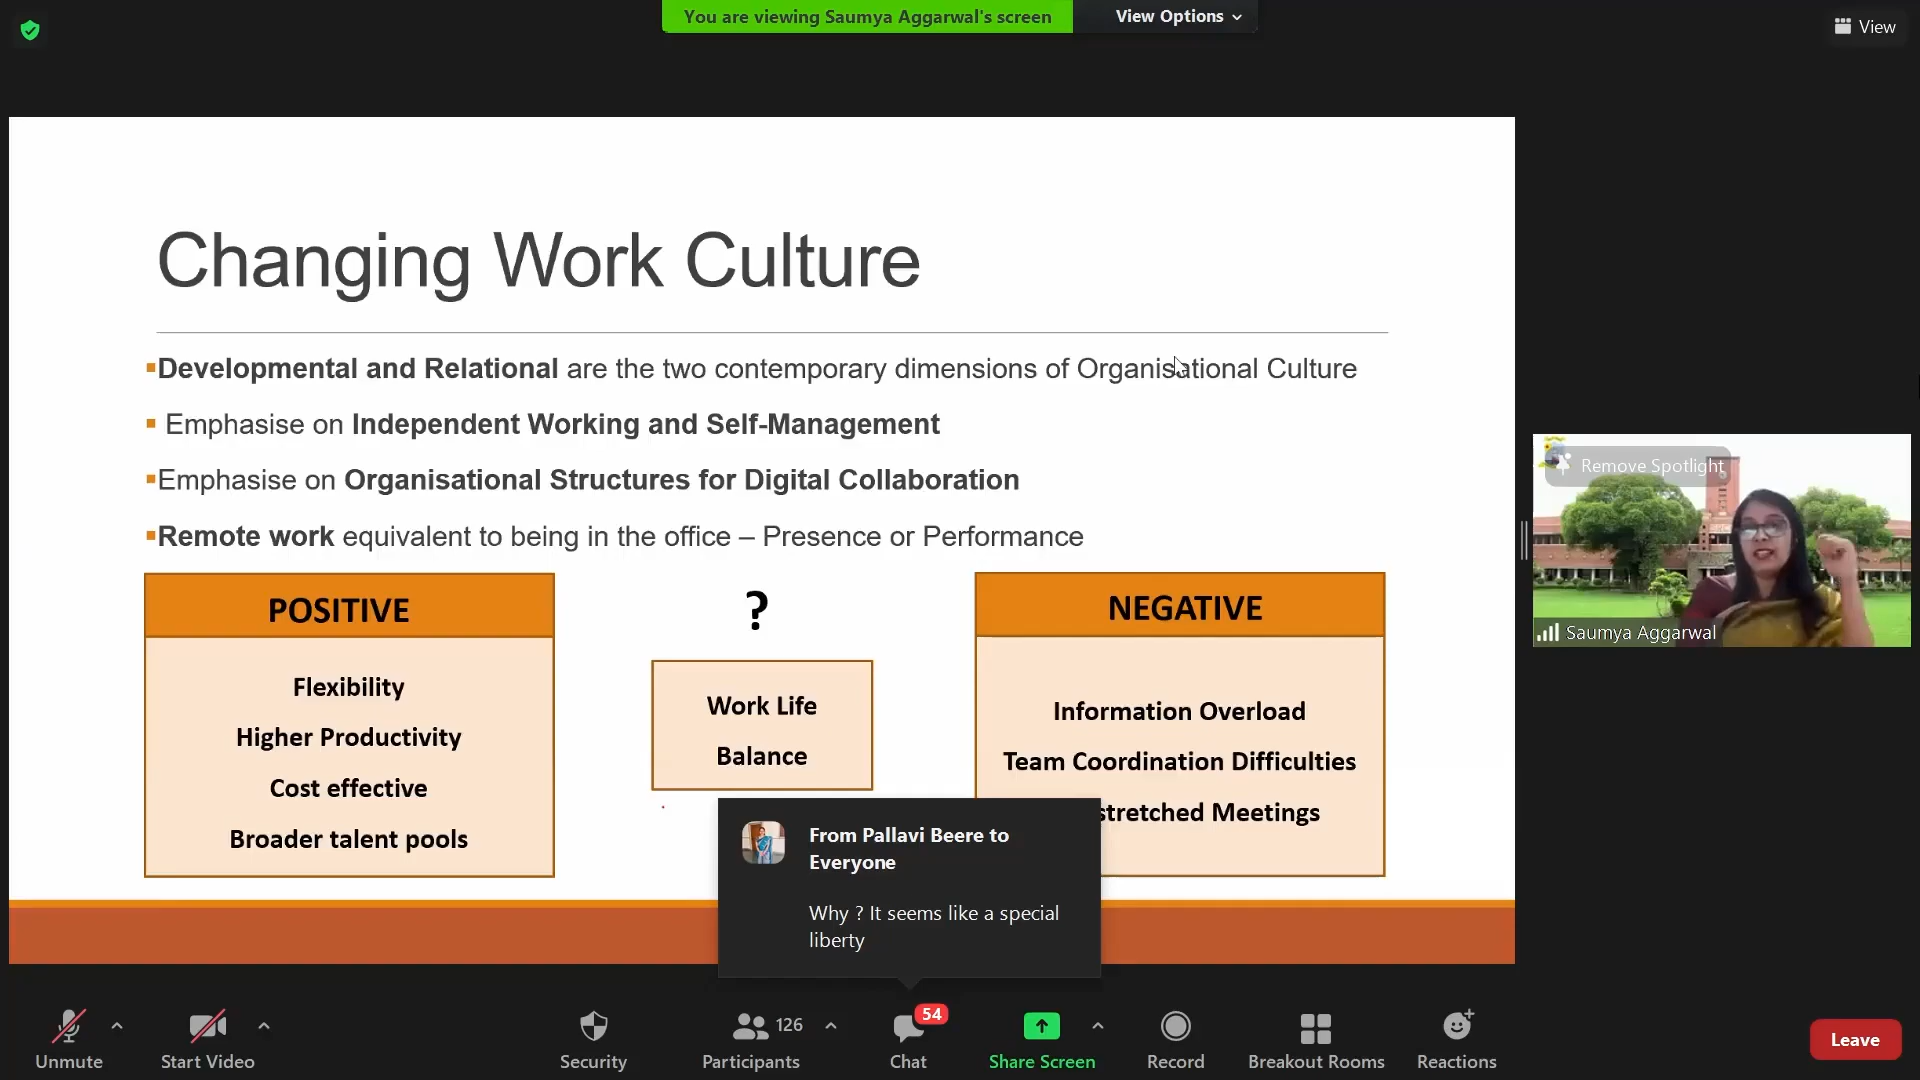 You are viewing Saumya Aggarwal's screen
View Options
View
Changing Work Culture
Developmental and Relational are the two contemporary dimensions of Organisational Culture
Emphasise on Independent Working and Self-Management
Emphasise on Organisational Structures for Digital Collaboration
Remote work equivalent to being in the office – Presence or Performance
POSITIVE
Flexibility
Higher Productivity
Cost effective
Broader talent pools
?
Work Life
Balance
NEGATIVE
Information Overload
Team Coordination Difficulties
stretched Meetings
Remove Spotlight
Saumya Aggarwal
From Pallavi Beere to
Everyone
Why ? It seems like a special
liberty
Unmute
Start Video
Security
126
Participants
54
Chat
Share Screen
Record
Breakout Rooms
Reactions
Leave